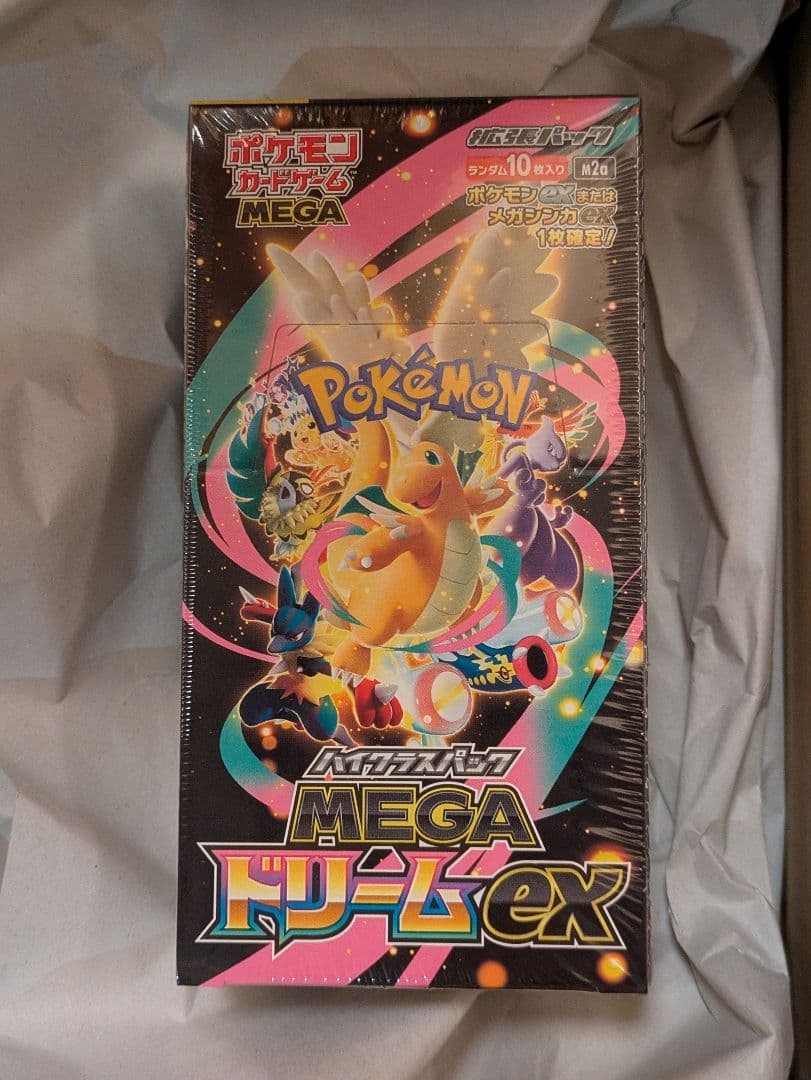 ポケモン
カードゲーム
MEGA
拡張パック
ランダム10枚入り M2a
ポケモンexまたは
メガシンカex
1枚確定!
POKéMON
TM
ハイクラスパック
MEGA
ドリームex